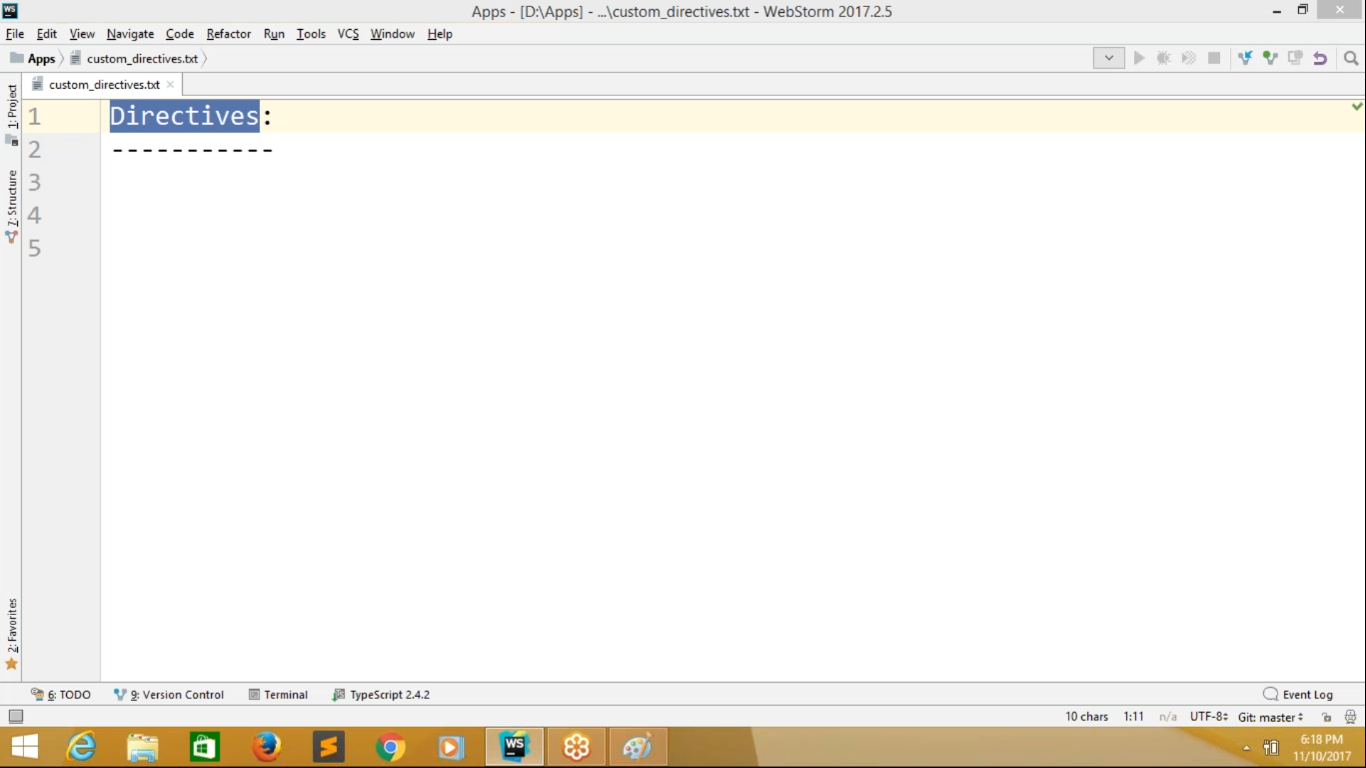 WS Apps - [D:\Apps] - ...\custom_directives.txt - WebStorm 2017.2.5
File Edit View Navigate Code Refactor Run Tools VCS Window Help
Apps custom_directives.txt
custom_directives.txt
1: Project
Z: Structure
2: Favorites
1 Directives:
2 -----------
3
4
5
6: TODO 9: Version Control Terminal TypeScript 2.4.2 Event Log
10 chars 1:11 n/a UTF-8 Git: master
WS
6:18 PM
11/10/2017